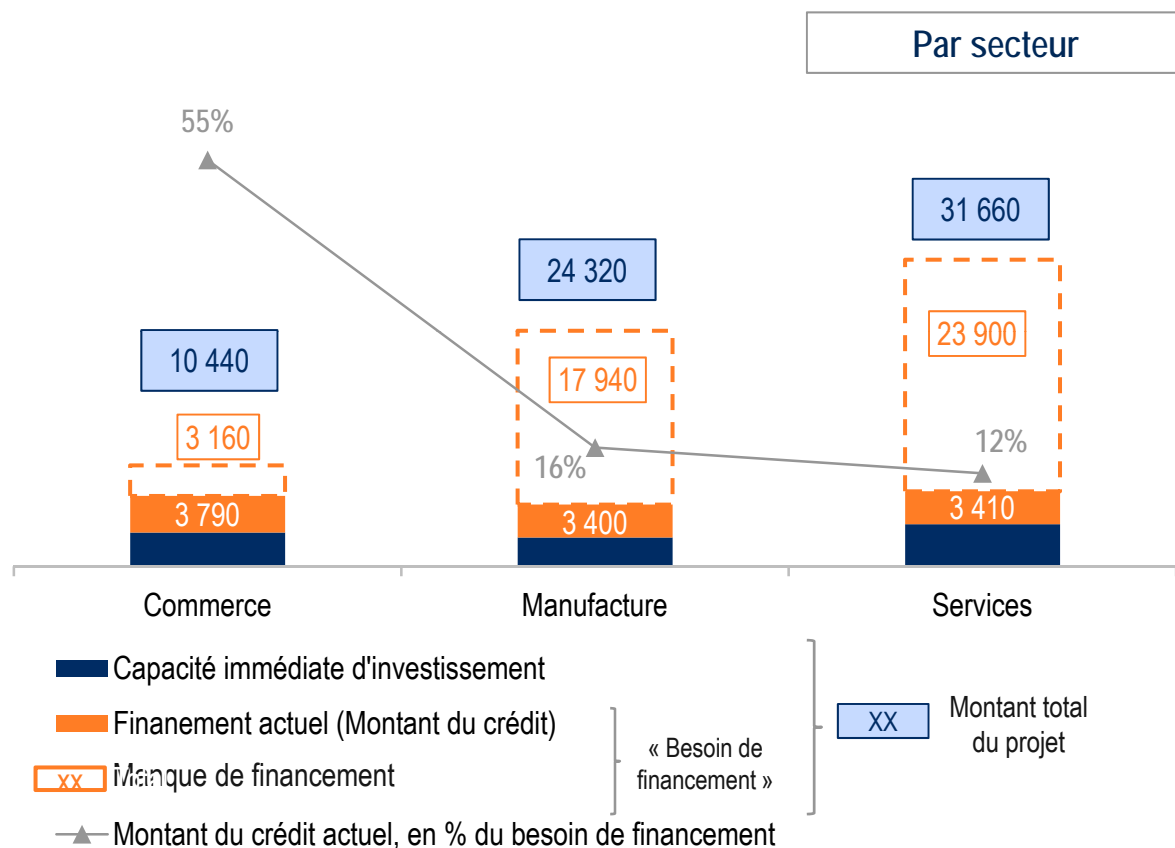 Par secteur
55%
31 660
24 320
23 900
10 440
17 940
3 160
12%
16%
3 790
3 400
3 410
Commerce
Manufacture
Services
Capacité immédiate d'investissement
Finanement actuel (Montant du crédit)
XX
Montant total
du projet
« Besoin de
financement »
xx Manque de financement
Montant du crédit actuel, en % du besoin de financement